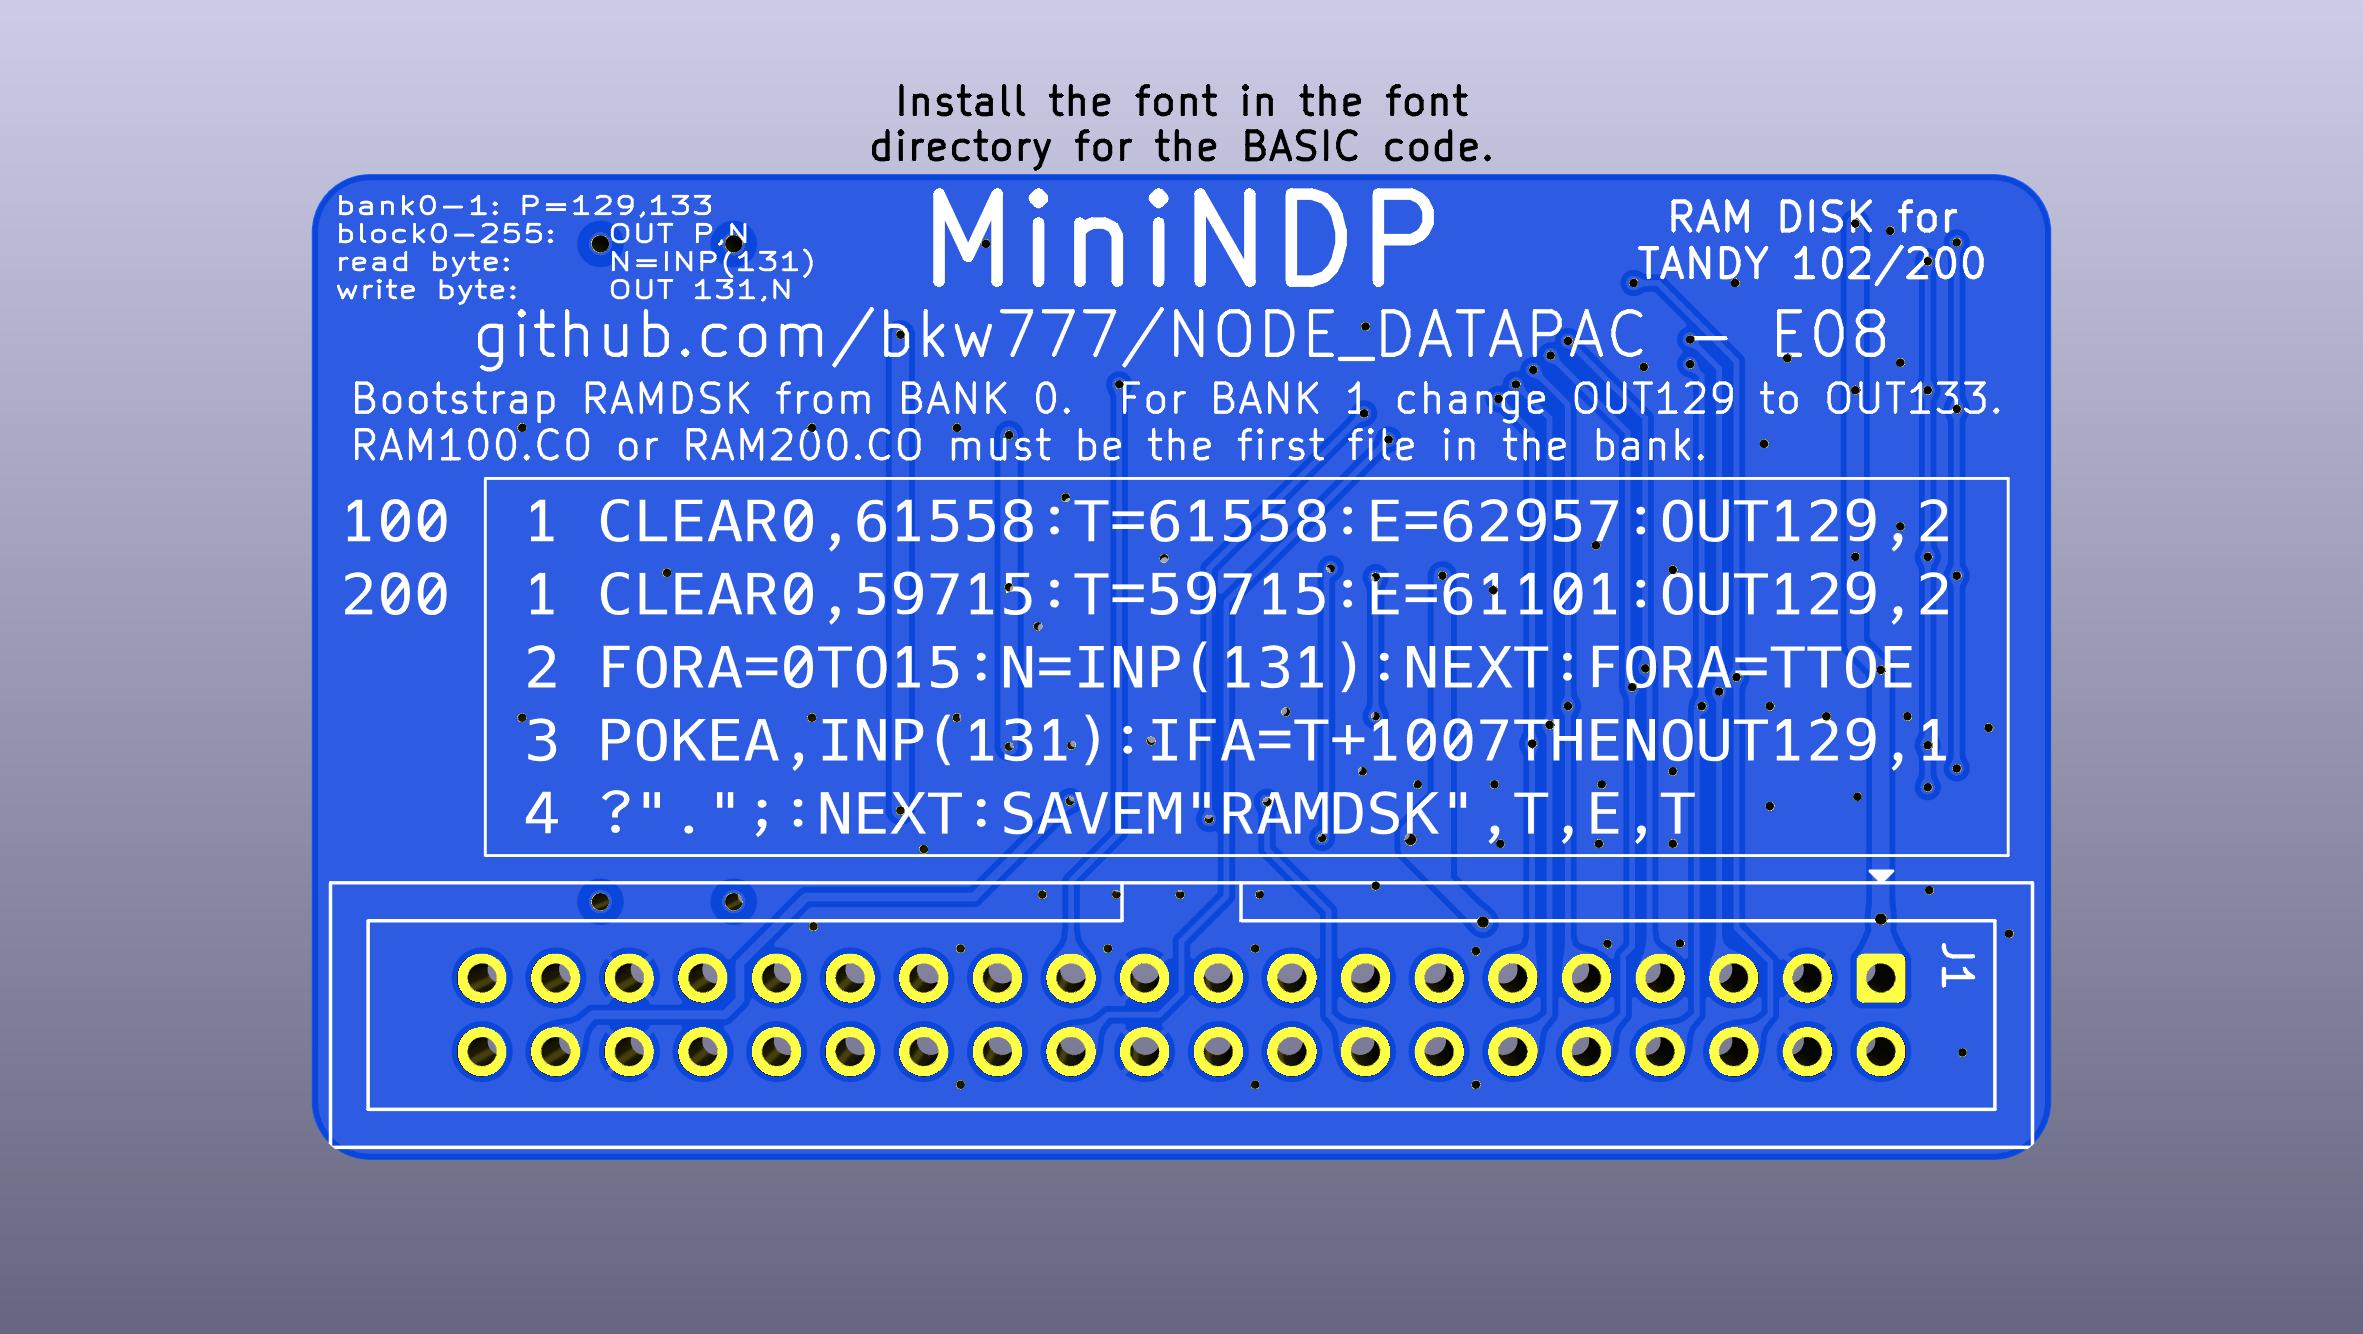 Install the font in the font
directory for the BASIC code.
bank0-1: P=129,133
block0-255: OUT P,N
read byte: N=INP(131)
write byte: OUT 131,N
MiniNDP
RAM DISK for
TANDY 102/200
github.com/bkw777/NODE_DATAPAC - E08
Bootstrap RAMDSK from BANK 0. For BANK 1 change OUT129 to OUT133.
RAM100.CO or RAM200.CO must be the first file in the bank.
100 1 CLEAR0,61558:T=61558:E=62957:OUT129,2
200 1 CLEAR0,59715:T=59715:E=61101:OUT129,2
2 FORA=0TO15:N=INP(131):NEXT:FORA=TTOE
3 POKEA,INP(131):IFA=T+1007THENOUT129,1
4 ?".";:NEXT:SAVEM"RAMDSK",T,E,T
J1